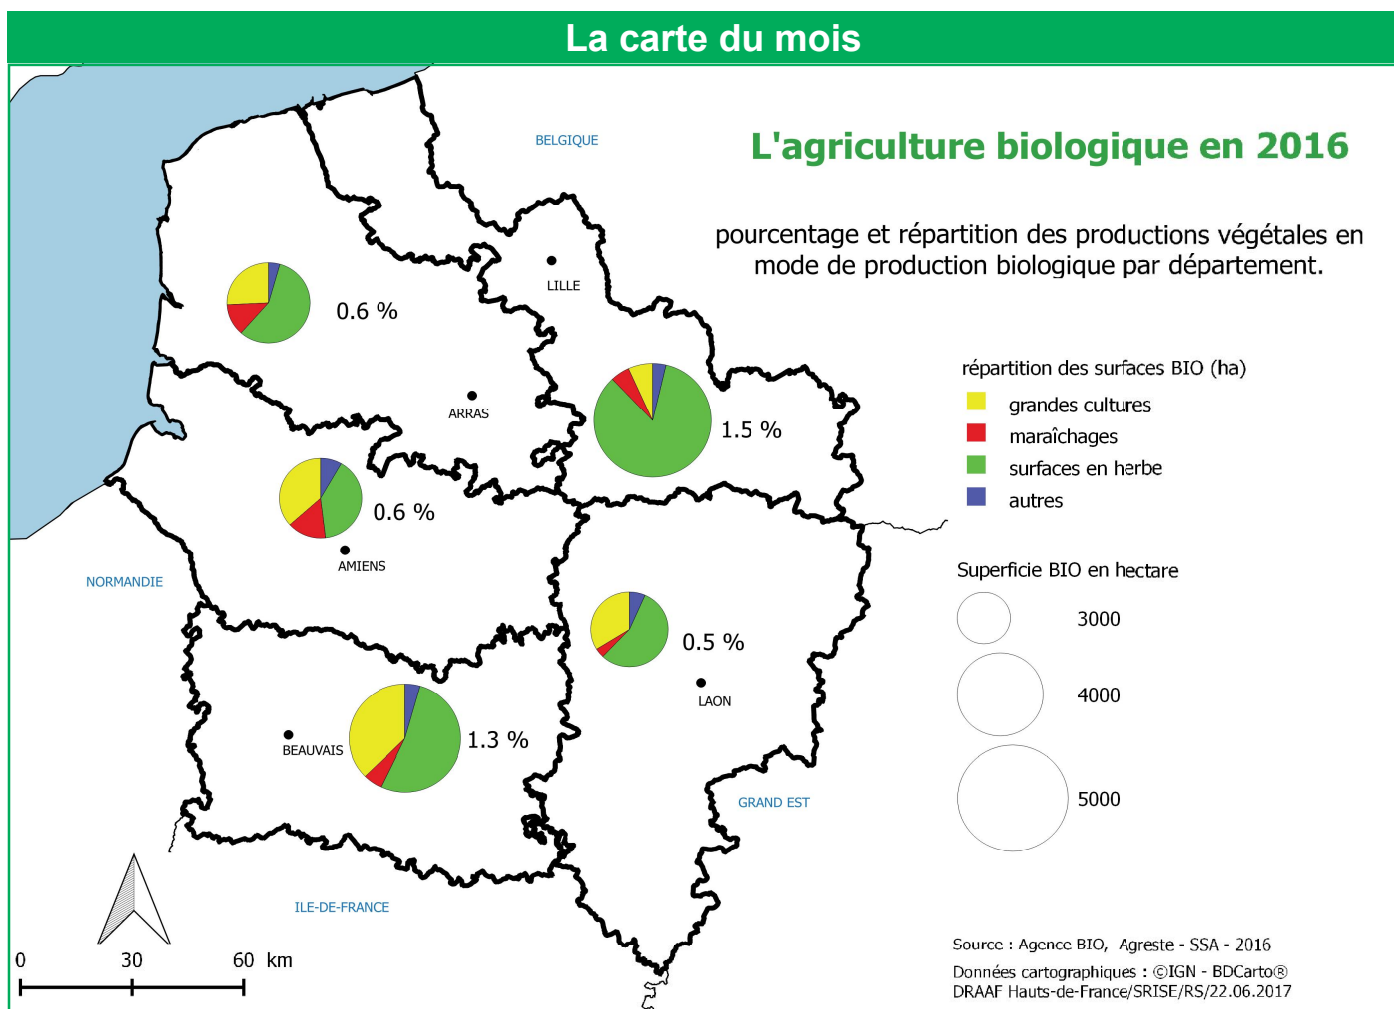 La carte du mois
L'agriculture biologique en 2016
pourcentage et répartition des productions végétales en
mode de production biologique par département.
BELGIQUE
LILLE
0.6 %
ARRAS
1.5 %
0.6 %
AMIENS
NORMANDIE
0.5 %
LAON
BEAUVAIS
1.3 %
GRAND EST
ILE-DE-FRANCE
répartition des surfaces BIO (ha)
grandes cultures
maraîchages
surfaces en herbe
autres
Superficie BIO en hectare
3000
4000
5000
0 30 60 km
Source : Agence BIO, Agreste - SSA - 2016
Données cartographiques : ©IGN - BDCarto®
DRAAF Hauts-de-France/SRISE/RS/22.06.2017